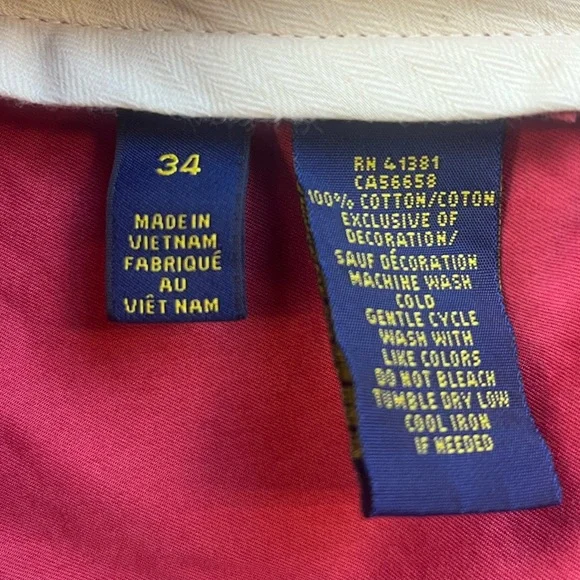 34
MADE IN
VIETNAM
FABRIQUÉ
AU
VIÊT NAM
RN 41381
CA56658
100% COTTON/COTON
EXCLUSIVE OF
DECORATION/
SAUF DÉCORATION
MACHINE WASH
COLD
GENTLE CYCLE
WASH WITH
LIKE COLORS
DO NOT BLEACH
TUMBLE DRY LOW
COOL IRON
IF NEEDED